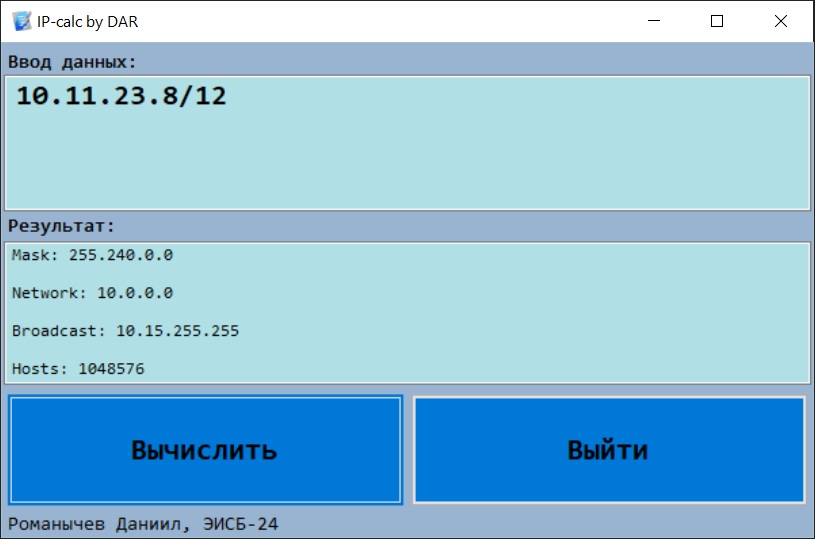 IP-calc by DAR
Ввод данных:
10.11.23.8/12
Результат:
Mask: 255.240.0.0
Network: 10.0.0.0
Broadcast: 10.15.255.255
Hosts: 1048576
Вычислить
Выйти
Романычев Даниил, ЭИСБ-24